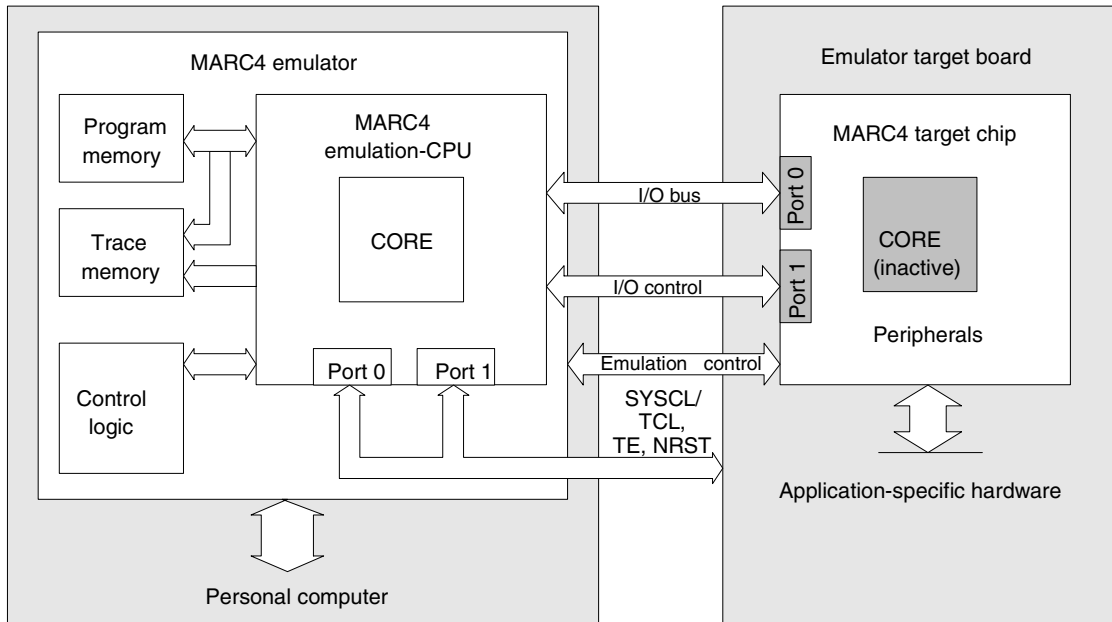 MARC4 emulator
Program
memory
Trace
memory
Control
logic
MARC4
emulation-CPU
CORE
Port 0
Port 1
I/O bus
I/O control
Emulation control
SYSCL/
TCL,
TE, NRST
Personal computer
Emulator target board
MARC4 target chip
Port 0
Port 1
CORE
(inactive)
Peripherals
Application-specific hardware